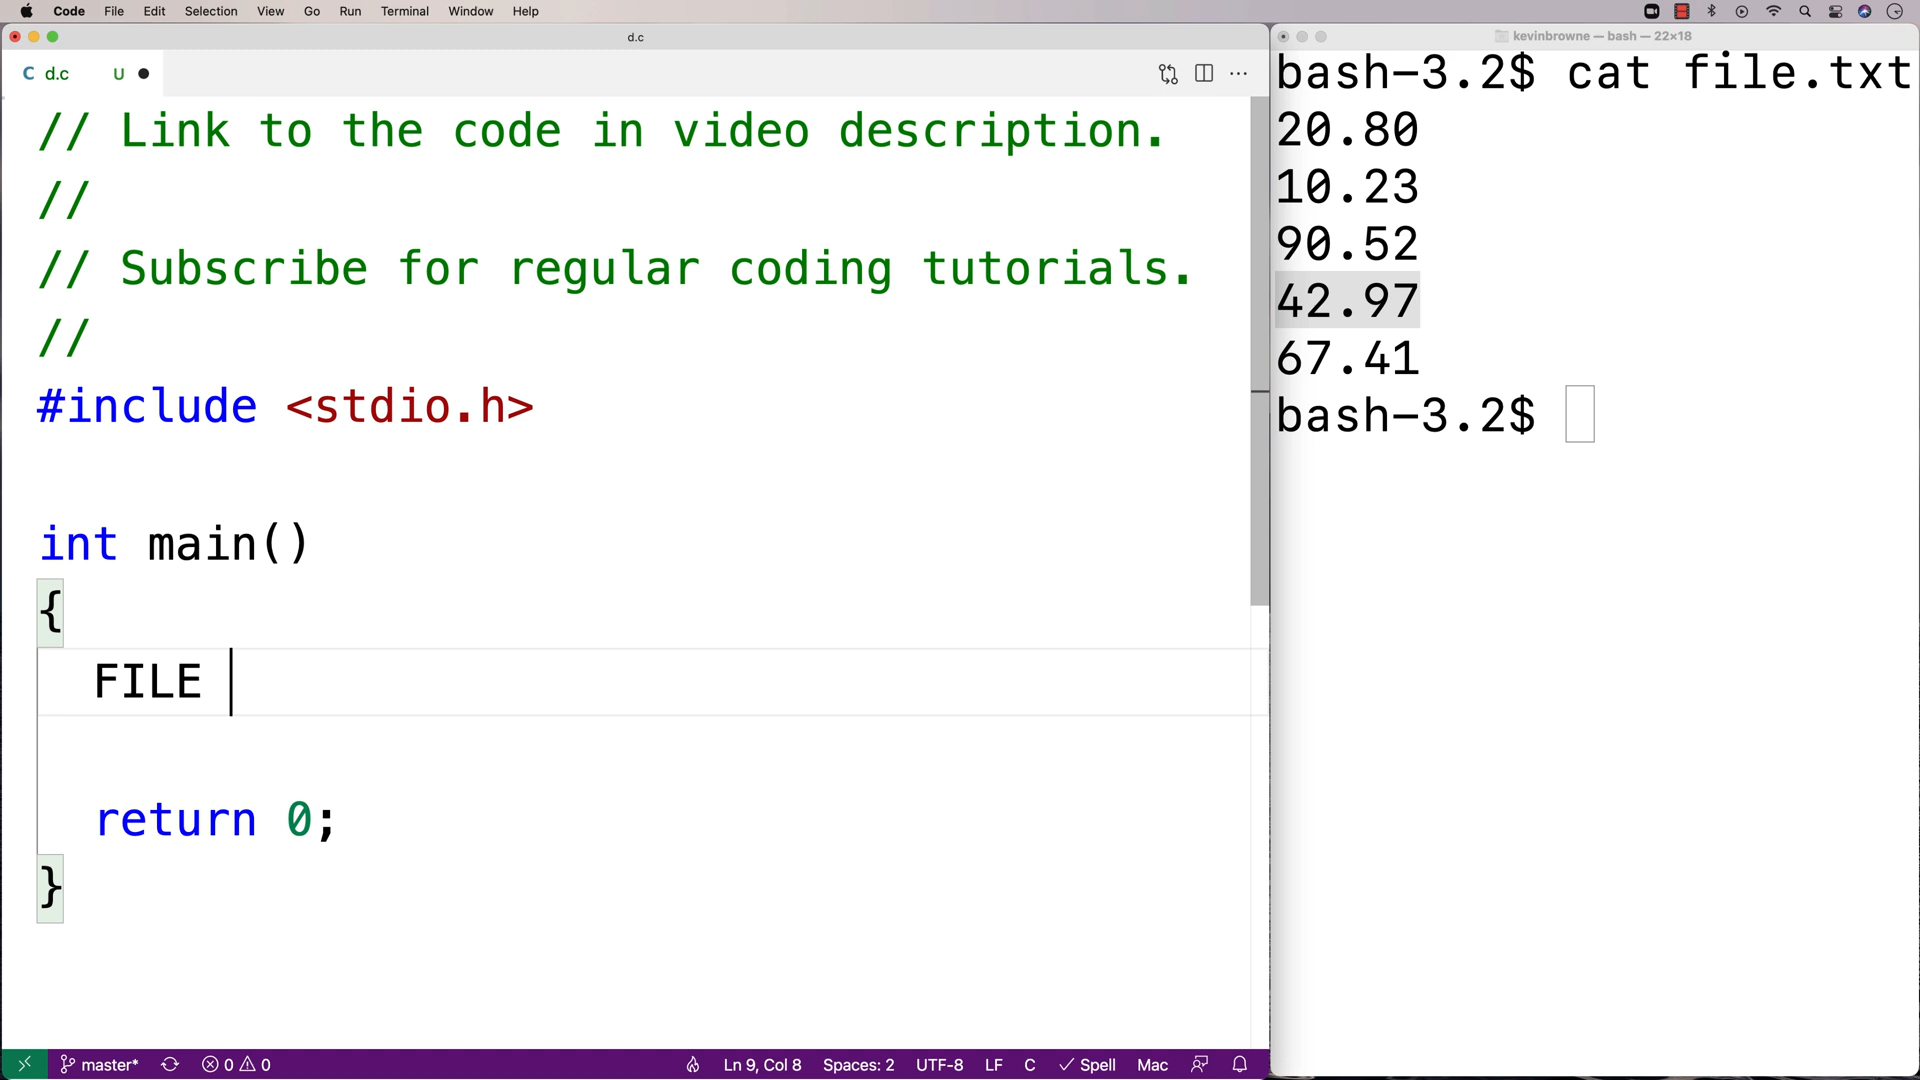 Code File Edit Selection View Go Run Terminal Window Help
d.c
C d.c U
// Link to the code in video description.
//
// Subscribe for regular coding tutorials.
//
#include <stdio.h>
int main()
{
FILE
return 0;
}
master* 0 0 Ln 9, Col 8 Spaces: 2 UTF-8 LF C Spell Mac
kevinbrowne — bash — 22×18
bash-3.2$ cat file.txt
20.80
10.23
90.52
42.97
67.41
bash-3.2$